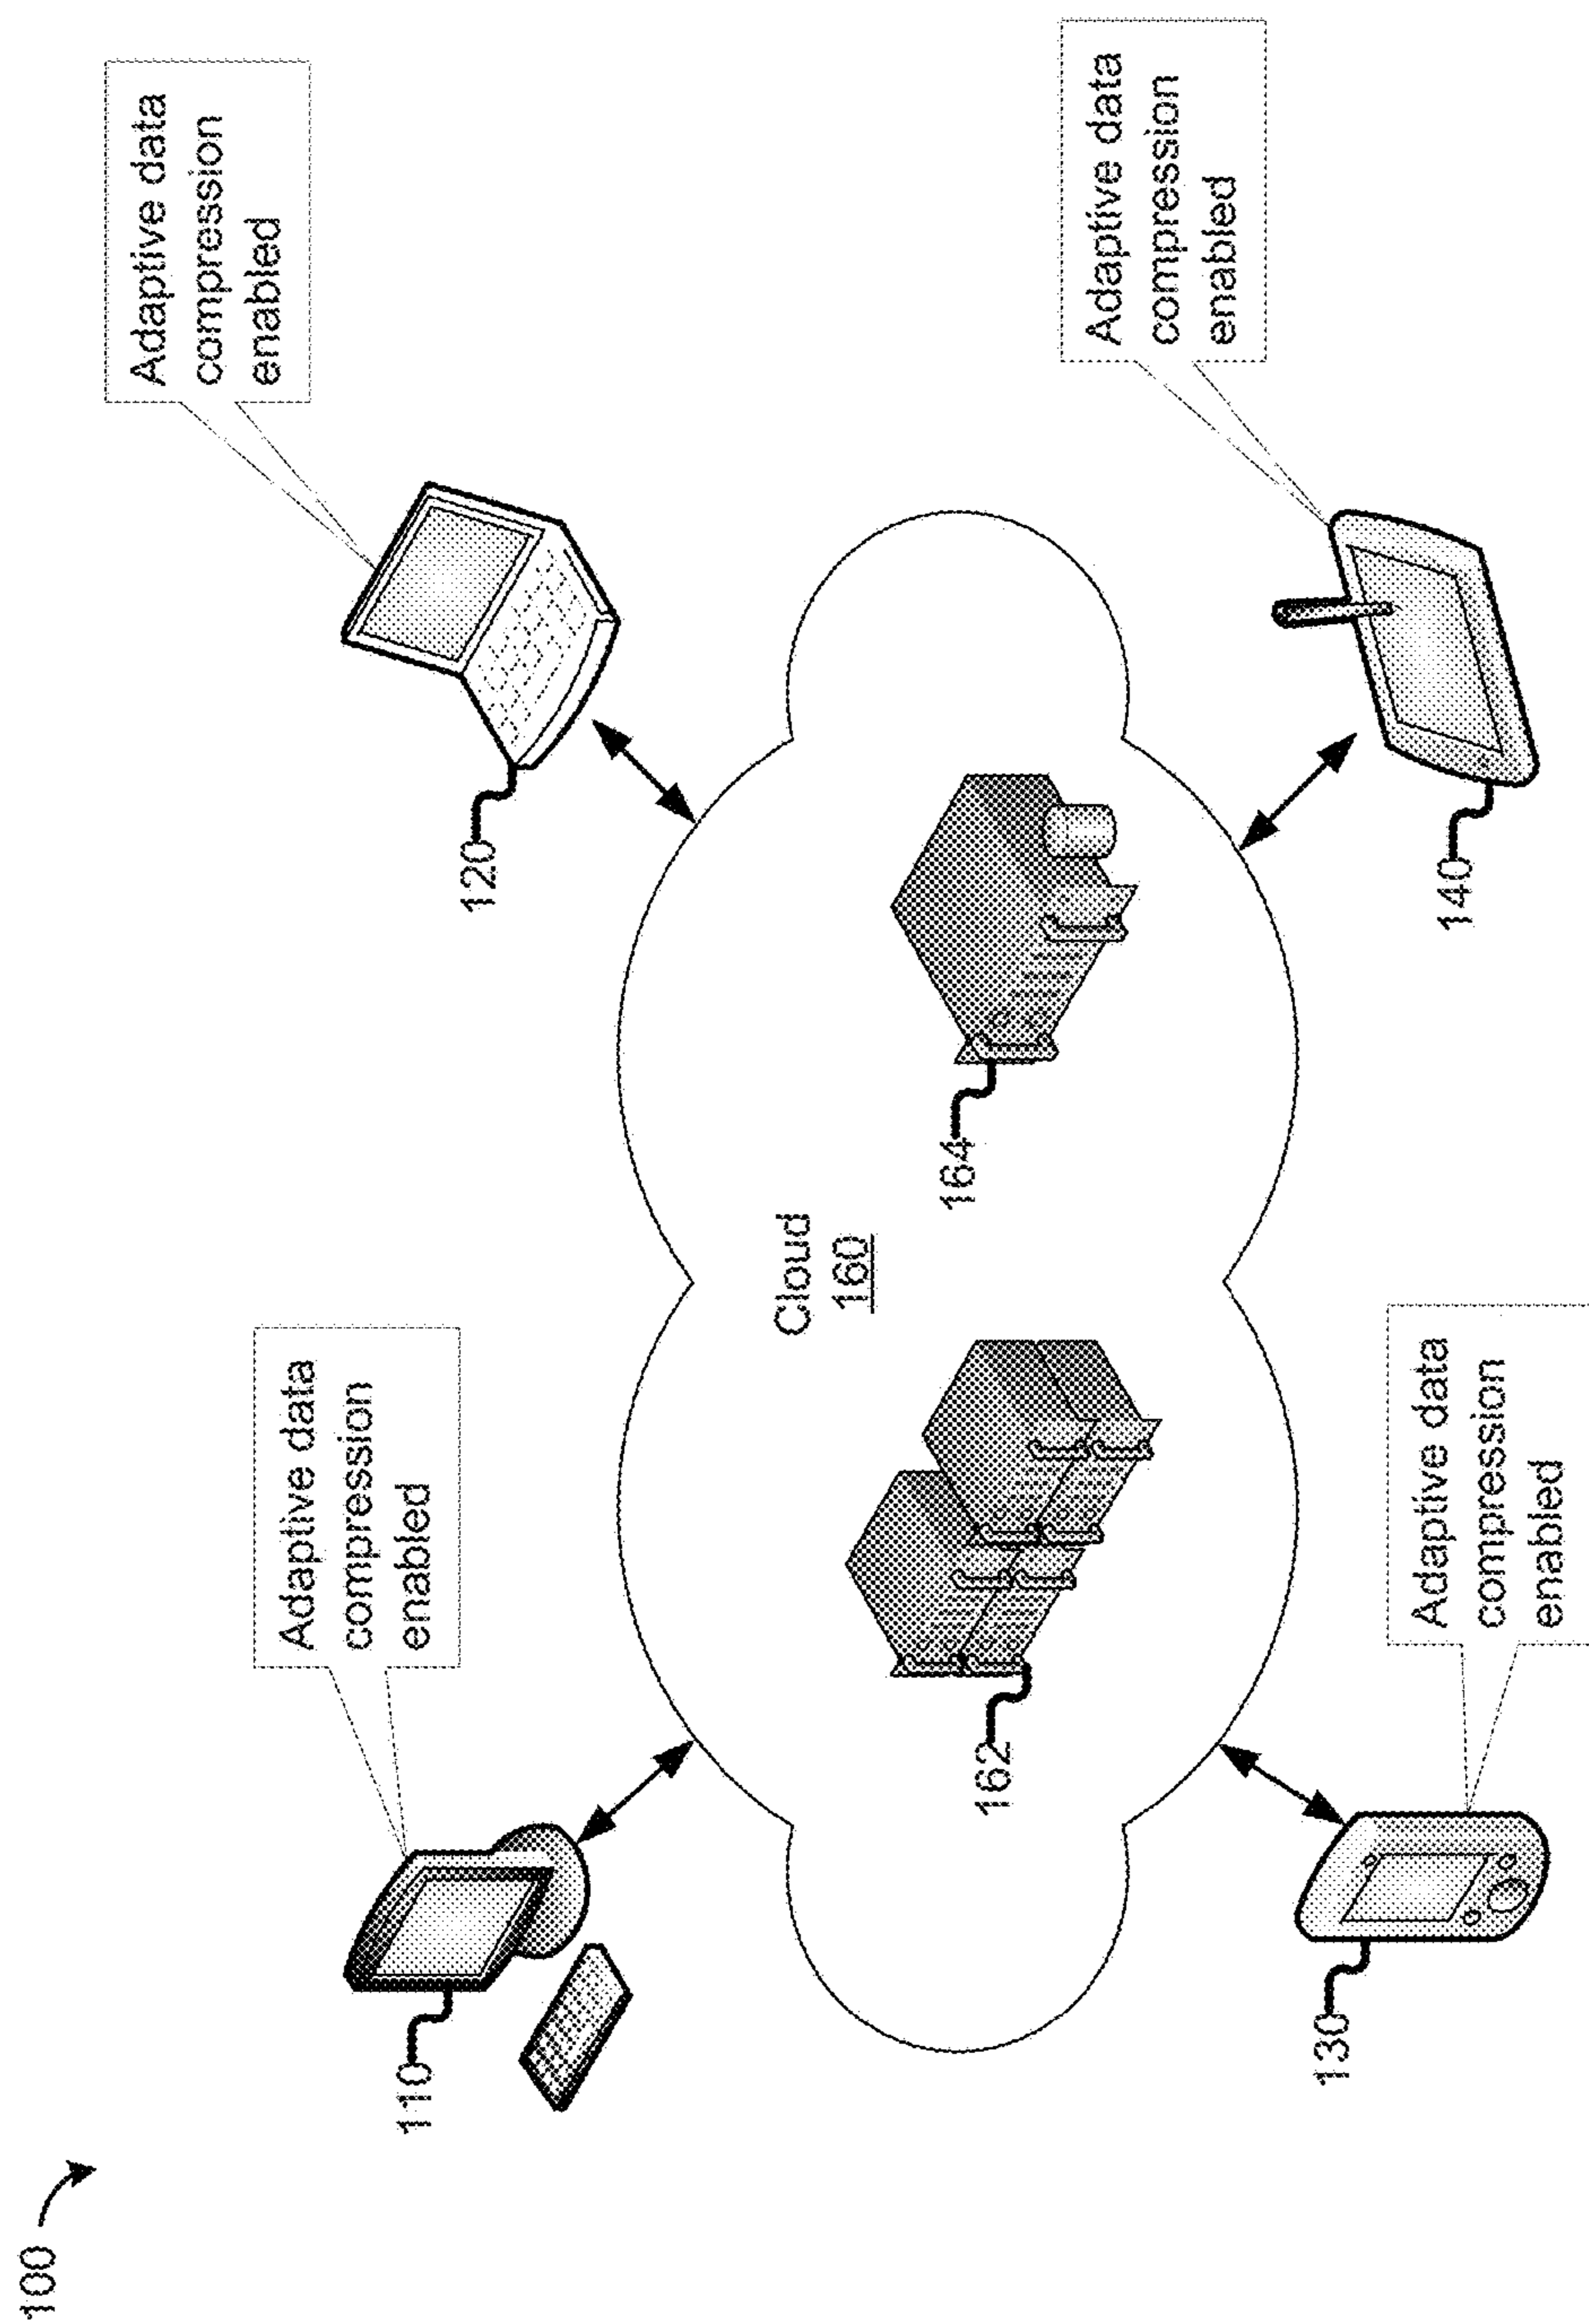 100
110
Adaptive data
compression
enabled
120
Adaptive data
compression
enabled
Cloud
160
162
164
130
Adaptive data
compression
enabled
140
Adaptive data
compression
enabled